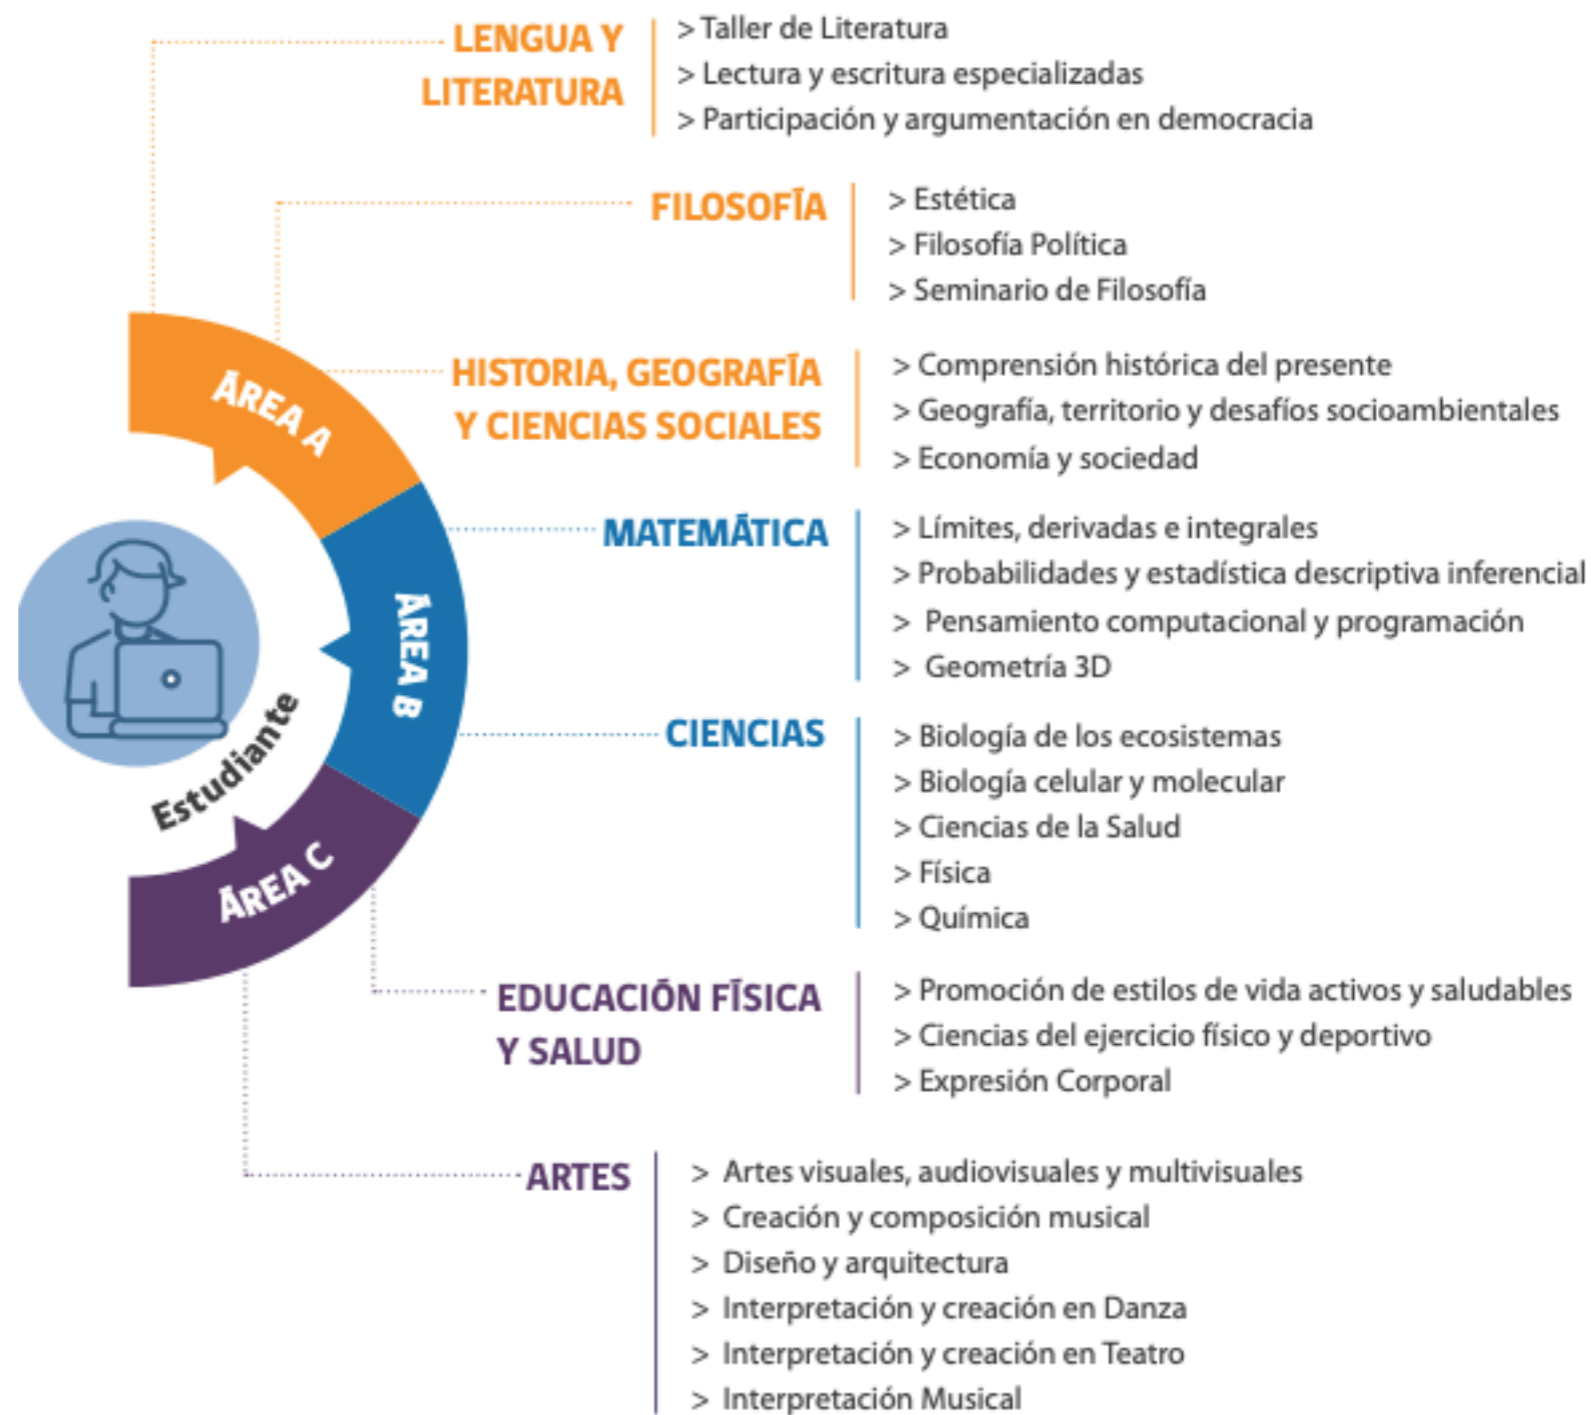 LENGUA Y
LITERATURA
> Taller de Literatura
> Lectura y escritura especializadas
> Participación y argumentación en democracia
FILOSOFÍA
> Estética
> Filosofía Política
> Seminario de Filosofía
HISTORIA, GEOGRAFÍA
Y CIENCIAS SOCIALES
> Comprensión histórica del presente
> Geografía, territorio y desafíos socioambientales
> Economía y sociedad
ÁREA A
MATEMÁTICA
> Límites, derivadas e integrales
> Probabilidades y estadística descriptiva inferencial
> Pensamiento computacional y programación
> Geometría 3D
ÁREA B
CIENCIAS
> Biología de los ecosistemas
> Biología celular y molecular
> Ciencias de la Salud
> Física
> Química
Estudiante
ÁREA C
EDUCACIÓN FÍSICA
Y SALUD
> Promoción de estilos de vida activos y saludables
> Ciencias del ejercicio físico y deportivo
> Expresión Corporal
ARTES
> Artes visuales, audiovisuales y multivisuales
> Creación y composición musical
> Diseño y arquitectura
> Interpretación y creación en Danza
> Interpretación y creación en Teatro
> Interpretación Musical